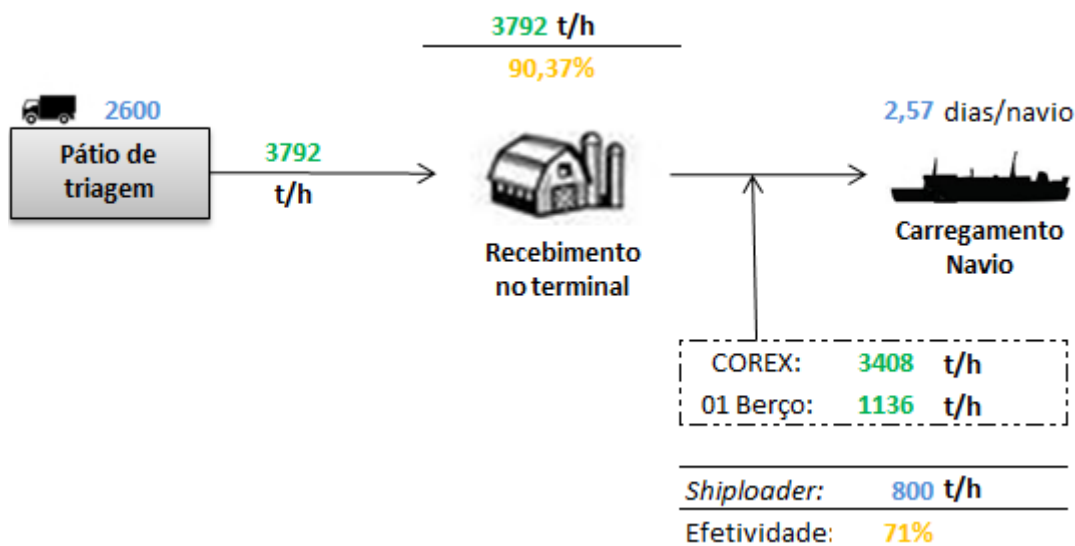 3792 t/h
90,37%
2600
2,57 dias/navio
Pátio de
triagem
3792
t/h
Recebimento
no terminal
Carregamento
Navio
COREX: 3408 t/h
01 Berço: 1136 t/h
Shiploader: 800 t/h
Efetividade: 71%